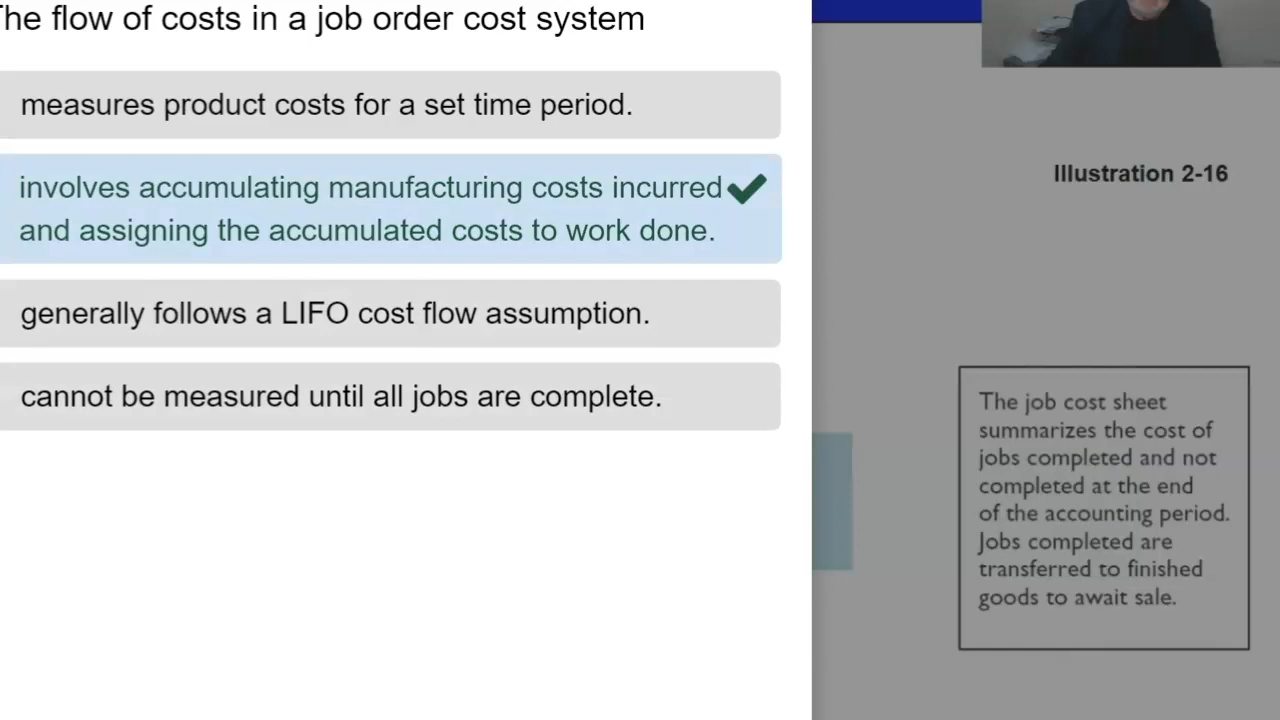 The flow of costs in a job order cost system
measures product costs for a set time period.
involves accumulating manufacturing costs incurred
and assigning the accumulated costs to work done.
generally follows a LIFO cost flow assumption.
cannot be measured until all jobs are complete.
Illustration 2-16
The job cost sheet
summarizes the cost of
jobs completed and not
completed at the end
of the accounting period.
Jobs completed are
transferred to finished
goods to await sale.